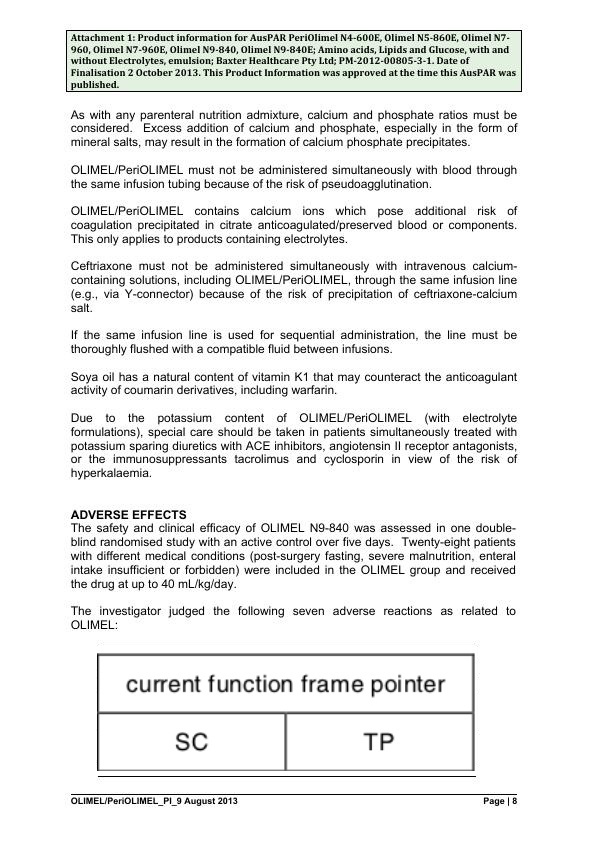 Attachment 1: Product information for AusPAR PeriOlimel N4-600E, Olimel N5-860E, Olimel N7-
960, Olimel N7-960E, Olimel N9-840, Olimel N9-840E; Amino acids, Lipids and Glucose, with and
without Electrolytes, emulsion; Baxter Healthcare Pty Ltd; PM-2012-00805-3-1. Date of
Finalisation 2 October 2013. This Product Information was approved at the time this AusPAR was
published.
As with any parenteral nutrition admixture, calcium and phosphate ratios must be
considered. Excess addition of calcium and phosphate, especially in the form of
mineral salts, may result in the formation of calcium phosphate precipitates.
OLIMEL/PeriOLIMEL must not be administered simultaneously with blood through
the same infusion tubing because of the risk of pseudoagglutination.
OLIMEL/PeriOLIMEL contains calcium ions which pose additional risk of
coagulation precipitated in citrate anticoagulated/preserved blood or components.
This only applies to products containing electrolytes.
Ceftriaxone must not be administered simultaneously with intravenous calcium-
containing solutions, including OLIMEL/PeriOLIMEL, through the same infusion line
(e.g., via Y-connector) because of the risk of precipitation of ceftriaxone-calcium
salt.
If the same infusion line is used for sequential administration, the line must be
thoroughly flushed with a compatible fluid between infusions.
Soya oil has a natural content of vitamin K1 that may counteract the anticoagulant
activity of coumarin derivatives, including warfarin.
Due to the potassium content of OLIMEL/PeriOLIMEL (with electrolyte
formulations), special care should be taken in patients simultaneously treated with
potassium sparing diuretics with ACE inhibitors, angiotensin II receptor antagonists,
or the immunosuppressants tacrolimus and cyclosporin in view of the risk of
hyperkalaemia.
ADVERSE EFFECTS
The safety and clinical efficacy of OLIMEL N9-840 was assessed in one double-
blind randomised study with an active control over five days. Twenty-eight patients
with different medical conditions (post-surgery fasting, severe malnutrition, enteral
intake insufficient or forbidden) were included in the OLIMEL group and received
the drug at up to 40 mL/kg/day.
The investigator judged the following seven adverse reactions as related to
OLIMEL:
current function frame pointer
SC TP
OLIMEL/PeriOLIMEL_PI_9 August 2013 Page | 8